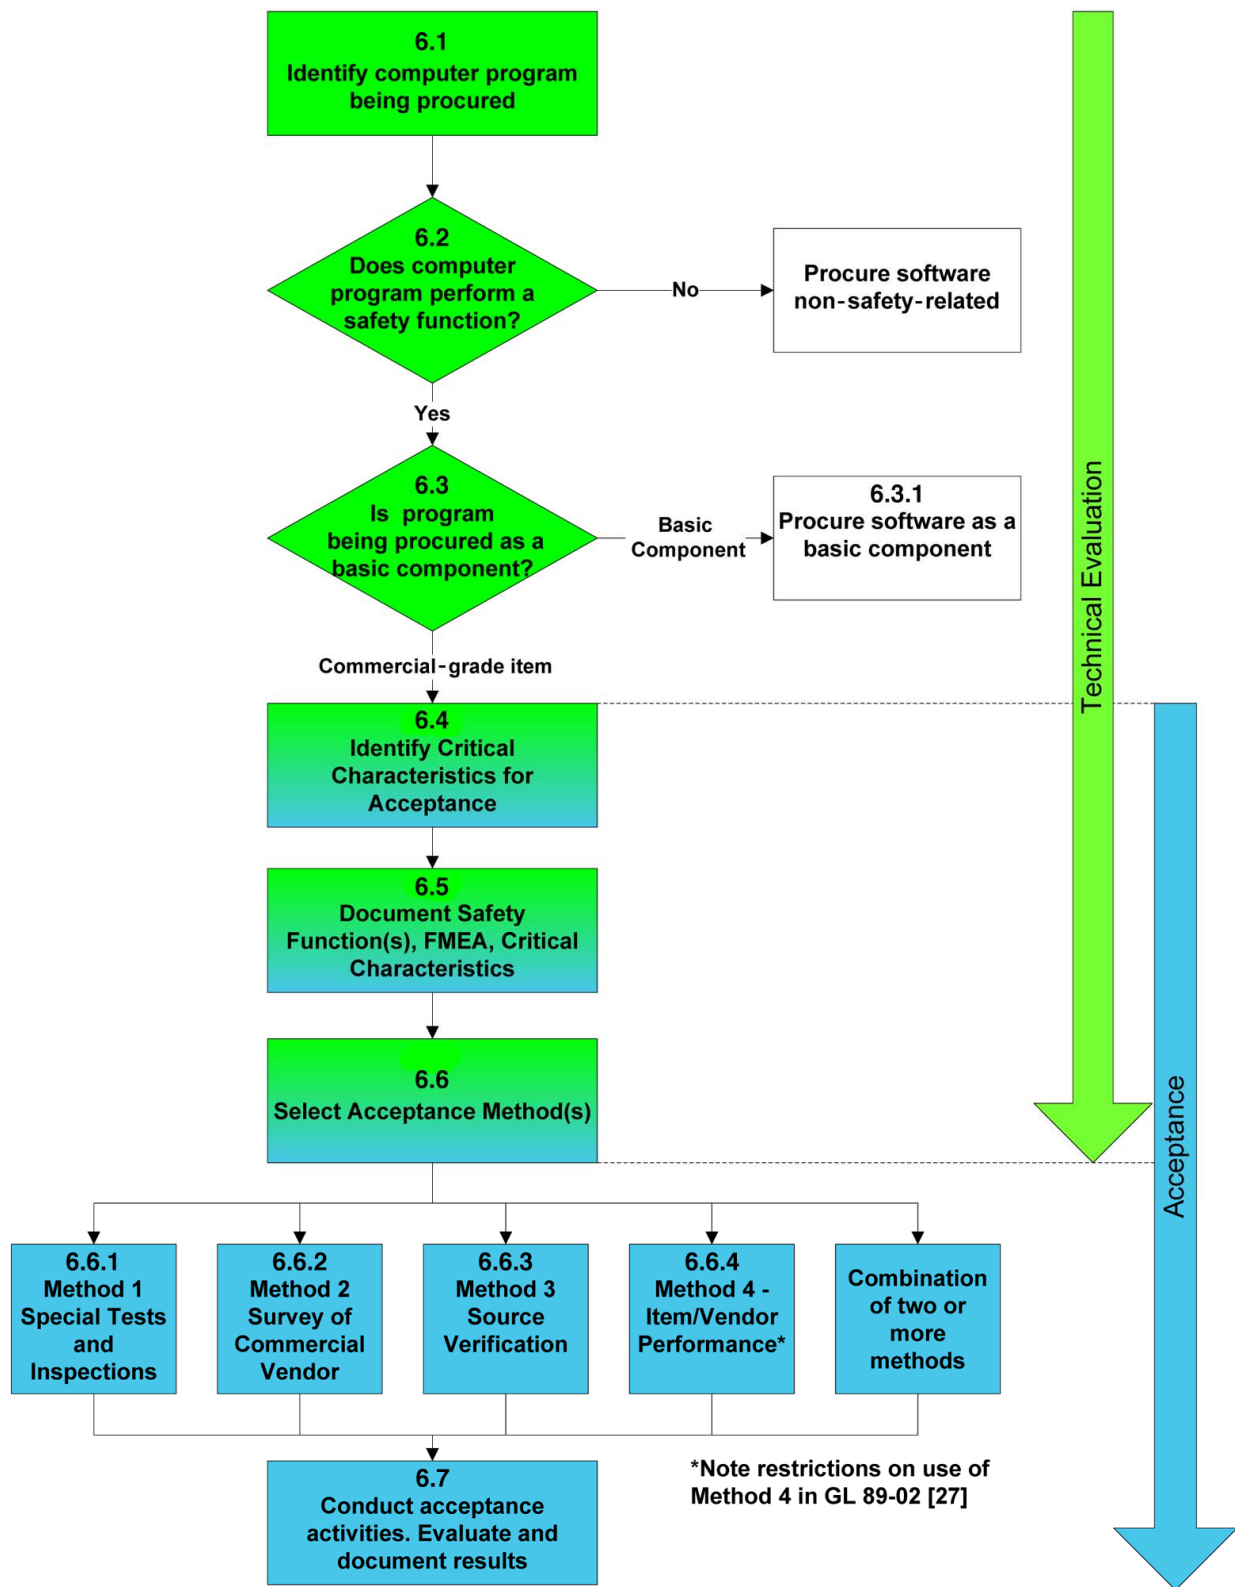 6.1
Identify computer program
being procured
6.2
Does computer
program perform a
safety function?
No
Procure software
non-safety-related
Yes
6.3
Is program
being procured as a
basic component?
Basic
Component
6.3.1
Procure software as a
basic component
Commercial-grade item
6.4
Identify Critical
Characteristics for
Acceptance
6.5
Document Safety
Function(s), FMEA, Critical
Characteristics
6.6
Select Acceptance Method(s)
Technical Evaluation
Acceptance
6.6.1
Method 1
Special Tests
and
Inspections
6.6.2
Method 2
Survey of
Commercial
Vendor
6.6.3
Method 3
Source
Verification
6.6.4
Method 4 -
Item/Vendor
Performance*
Combination
of two or
more
methods
6.7
Conduct acceptance
activities. Evaluate and
document results
*Note restrictions on use of
Method 4 in GL 89-02 [27]